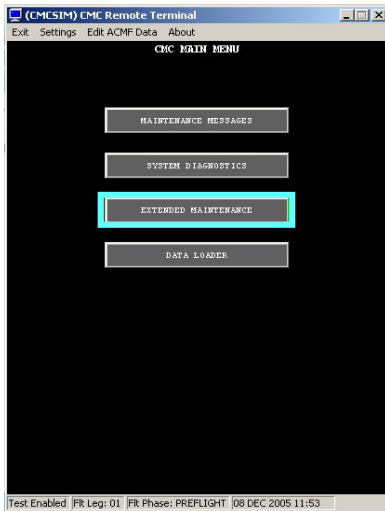 (CMCSIM) CMC Remote Terminal
Exit Settings Edit ACMF Data About
CMC MAIN MENU
MAINTENANCE MESSAGES
SYSTEM DIAGNOSTICS
EXTENDED MAINTENANCE
DATA LOADER
Test Enabled Flt Leg: 01 Flt Phase: PREFLIGHT 08 DEC 2005 11:53